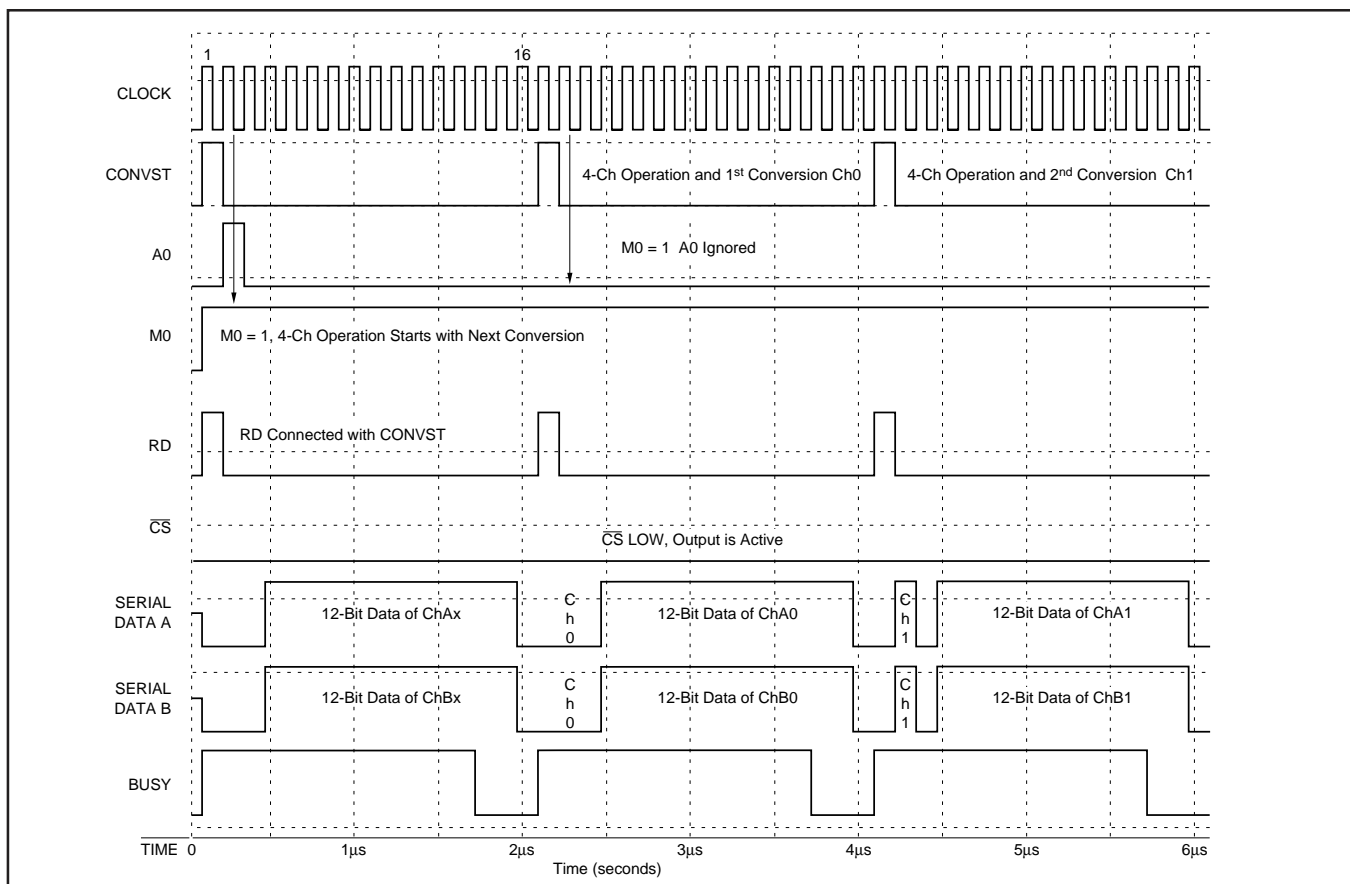 1 16
CLOCK
CONVST
4-Ch Operation and 1st Conversion Ch0
4-Ch Operation and 2nd Conversion Ch1
A0
M0 = 1 A0 Ignored
M0
M0 = 1, 4-Ch Operation Starts with Next Conversion
RD
RD Connected with CONVST
CS
CS LOW, Output is Active
SERIAL
DATA A
12-Bit Data of ChAx
Ch0
12-Bit Data of ChA0
Ch1
12-Bit Data of ChA1
SERIAL
DATA B
12-Bit Data of ChBx
Ch0
12-Bit Data of ChB0
Ch1
12-Bit Data of ChB1
BUSY
TIME 0 1µs 2µs 3µs 4µs 5µs 6µs
Time (seconds)